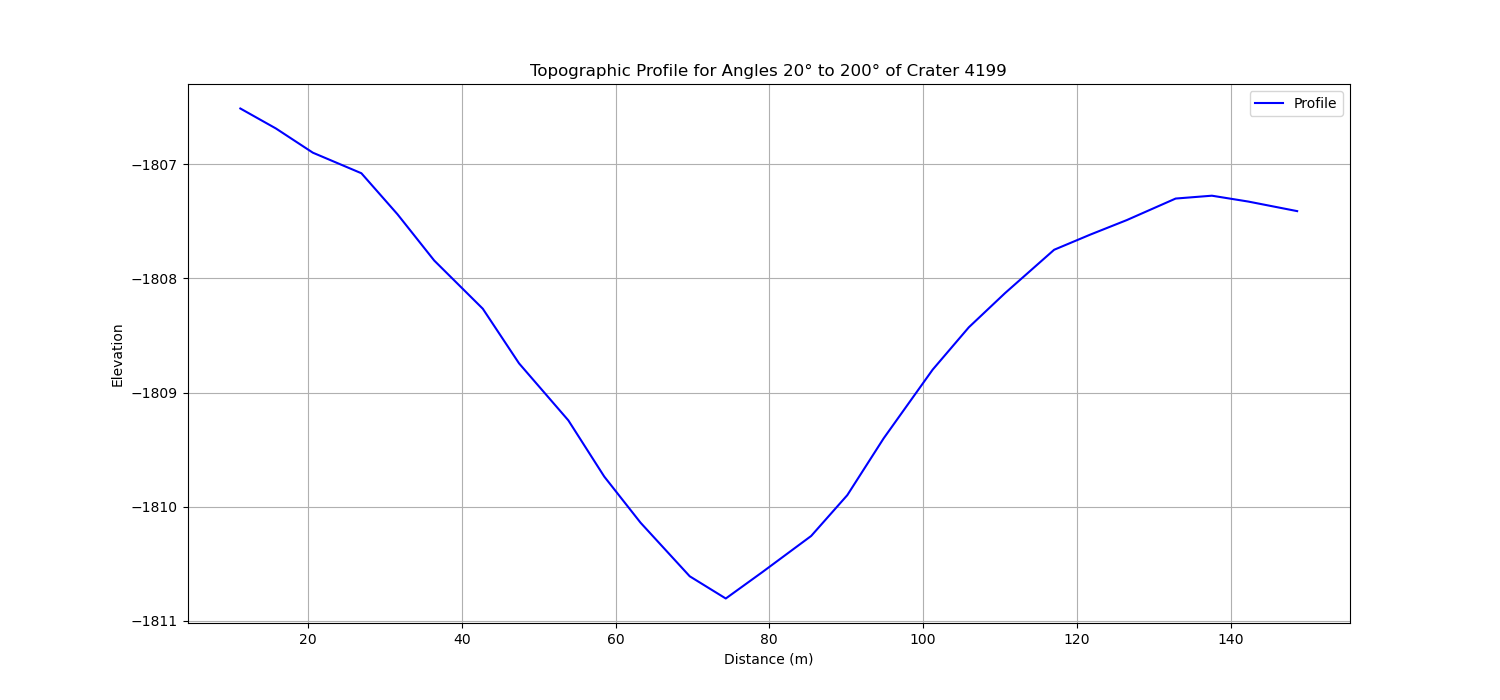 Topographic Profile for Angles 20° to 200° of Crater 4199
Profile
−1807
−1808
−1809
−1810
−1811
Elevation
20 40 60 80 100 120 140
Distance (m)